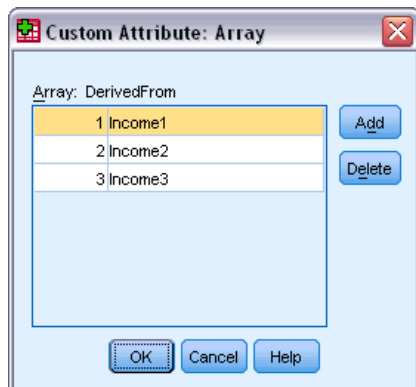 Custom Attribute: Array
Array: DerivedFrom
1 Income1
2 Income2
3 Income3
Add
Delete
OK Cancel Help